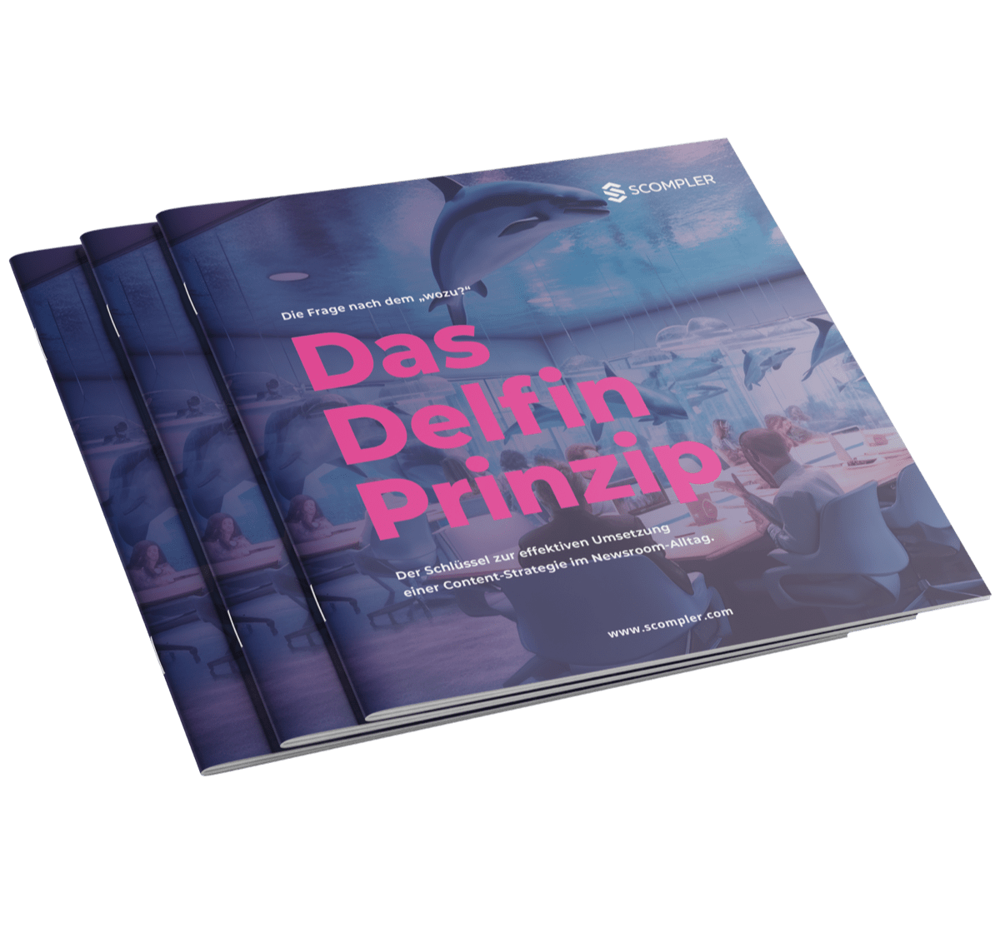 SCOMPLER
Die Frage nach dem „wozu?“
Das
Delfin
Prinzip
Der Schlüssel zur effektiven Umsetzung
einer Content-Strategie im Newsroom-Alltag.
www.scompler.com